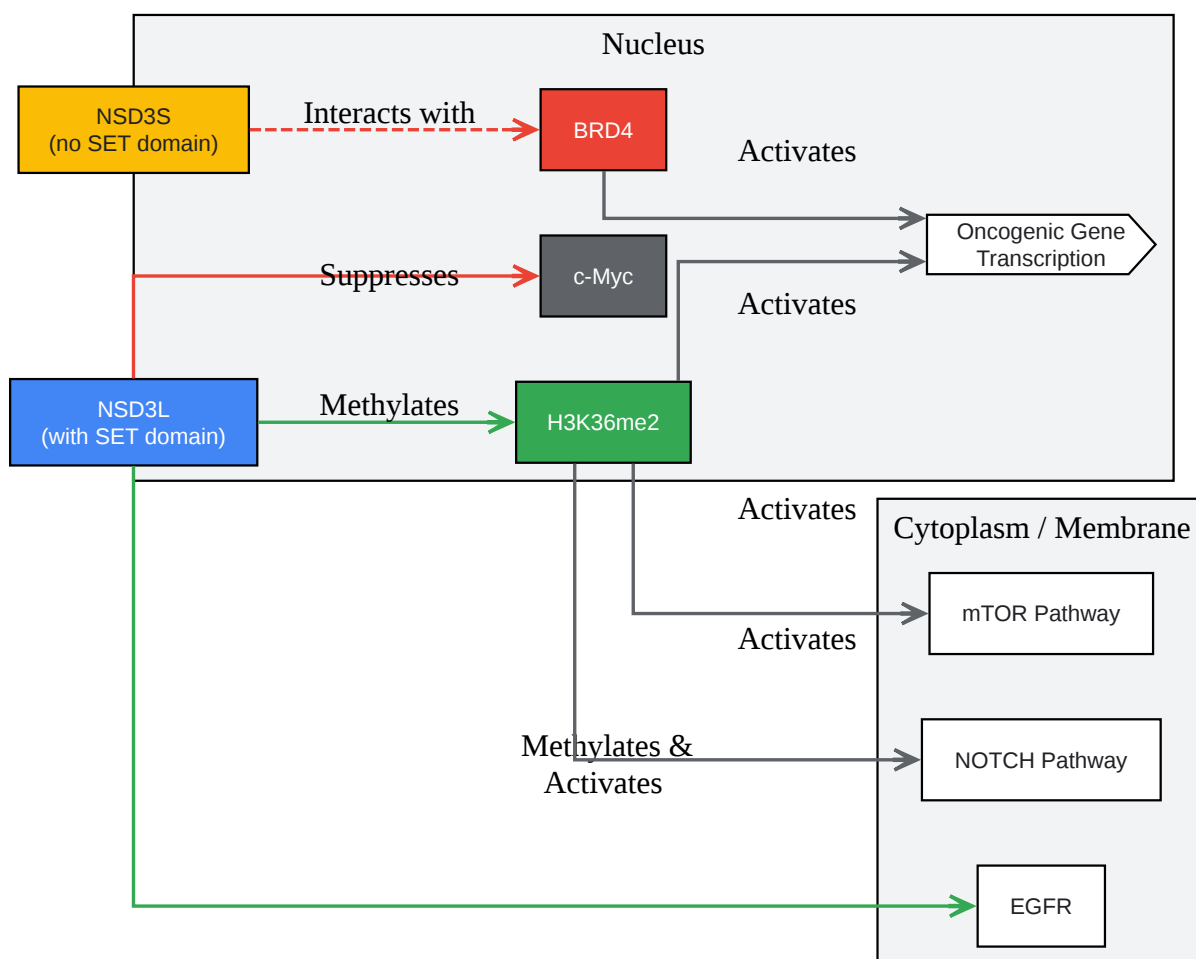 Nucleus
NSD3S
(no SET domain)
Interacts with
BRD4
Activates
Oncogenic Gene
Transcription
Suppresses
c-Myc
Activates
NSD3L
(with SET domain)
Methylates
H3K36me2
Activates
Cytoplasm / Membrane
mTOR Pathway
Activates
Methylates &
Activates
NOTCH Pathway
EGFR